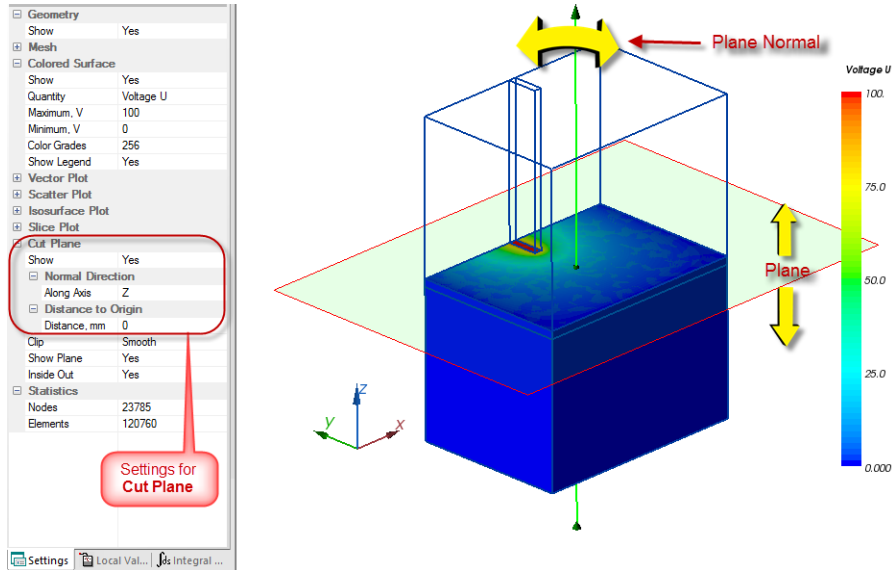 Geometry
Show Yes
Mesh
Colored Surface
Show Yes
Quantity Voltage U
Maximum, V 100
Minimum, V 0
Color Grades 256
Show Legend Yes
Vector Plot
Scatter Plot
Isosurface Plot
Slice Plot
Cut Plane
Show Yes
Normal Direction
Along Axis Z
Distance to Origin
Distance, mm 0
Clip Smooth
Show Plane Yes
Inside Out Yes
Statistics
Nodes 23785
Elements 120760
Settings for
Cut Plane
Settings Local Val... Integral ...
Plane Normal
Plane
z
y
x
Voltage U
100.
75.0
50.0
25.0
0.000